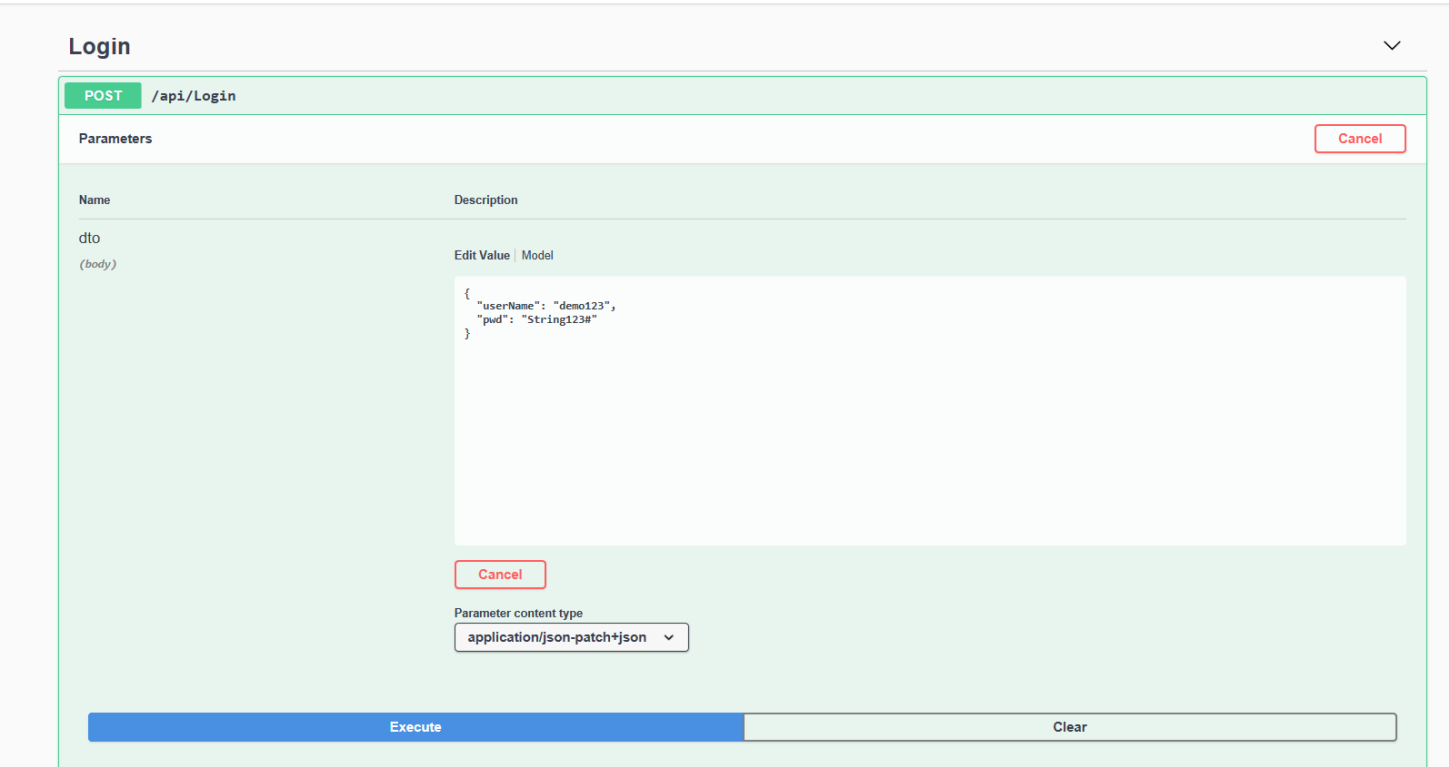 Login
POST /api/Login
Parameters Cancel
Name Description
dto
(body)
Edit Value | Model
{
  "userName": "demo123",
  "pwd": "String123#"
}
Cancel
Parameter content type
application/json-patch+json
Execute Clear